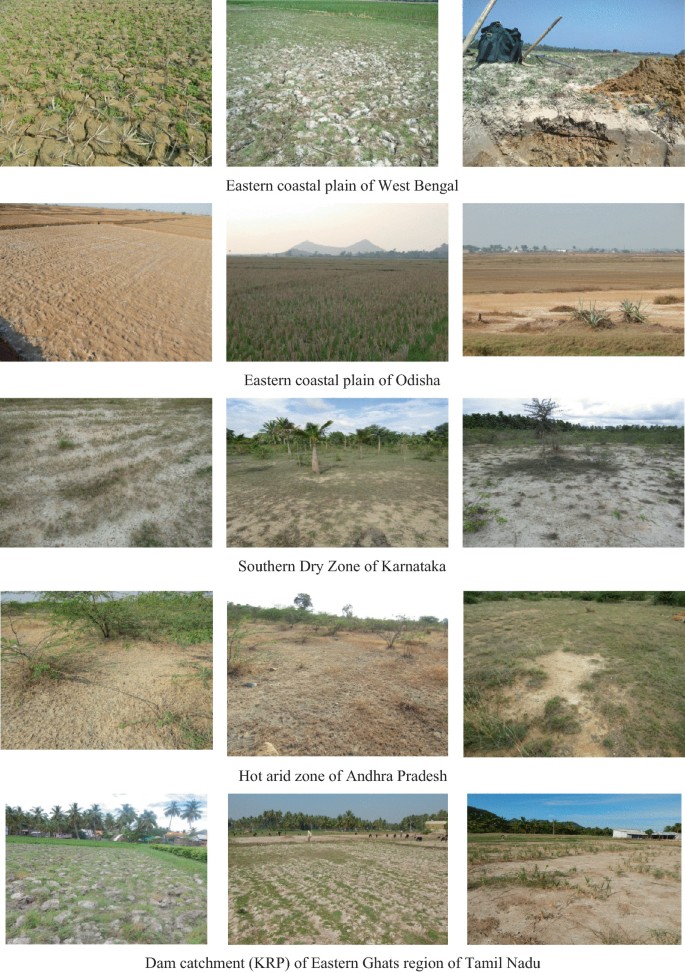 Eastern coastal plain of West Bengal
Eastern coastal plain of Odisha
Southern Dry Zone of Karnataka
Hot arid zone of Andhra Pradesh
Dam catchment (KRP) of Eastern Ghats region of Tamil Nadu